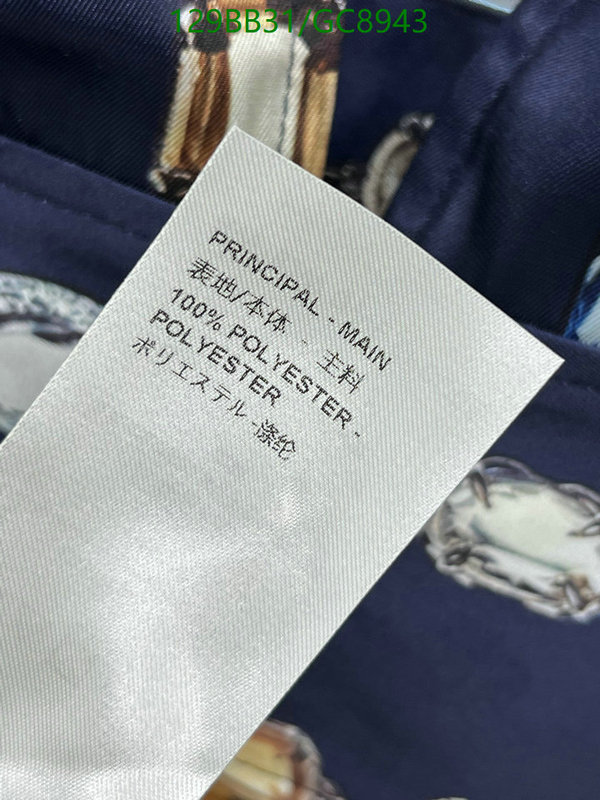 129BB31/GC8943
PRINCIPAL - MAIN
表地/本体 - 主料
100% POLYESTER -
POLYESTER
ポリエステル -涤纶